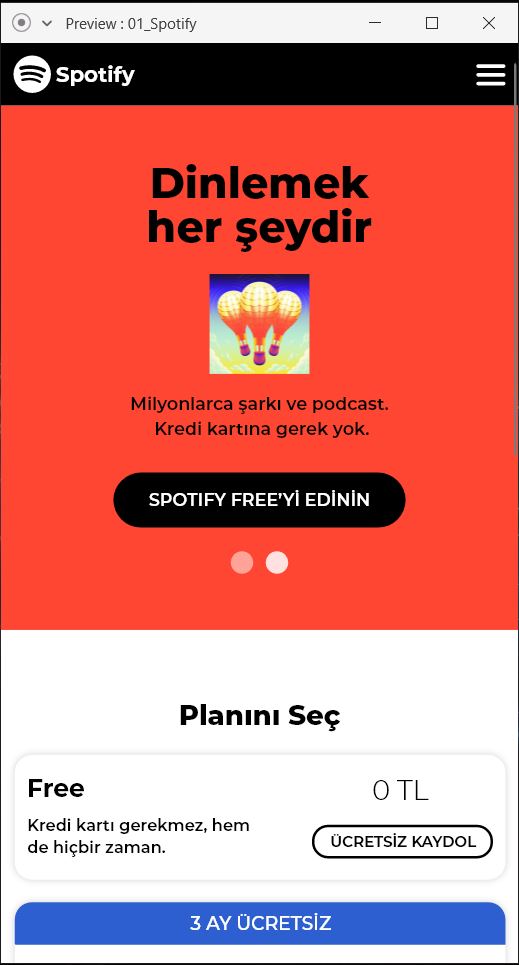 Preview : 01_Spotify
Spotify
Dinlemek
her şeydir
Milyonlarca şarkı ve podcast.
Kredi kartına gerek yok.
SPOTIFY FREE’Yİ EDİNİN
Planını Seç
Free
0 TL
Kredi kartı gerekmez, hem
de hiçbir zaman.
ÜCRETSİZ KAYDOL
3 AY ÜCRETSİZ